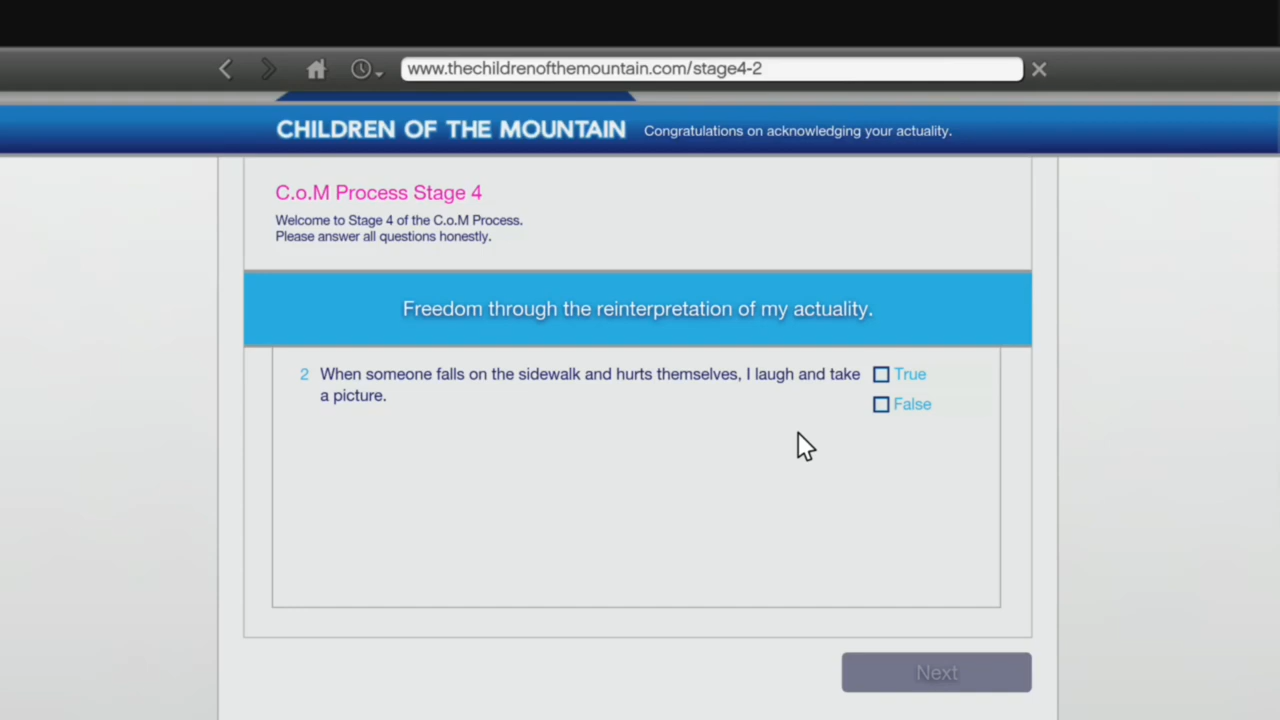 www.thechildrenofthemountain.com/stage4-2
CHILDREN OF THE MOUNTAIN Congratulations on acknowledging your actuality.
C.o.M Process Stage 4
Welcome to Stage 4 of the C.o.M Process.
Please answer all questions honestly.
Freedom through the reinterpretation of my actuality.
2 When someone falls on the sidewalk and hurts themselves, I laugh and take True
a picture.
False
Next